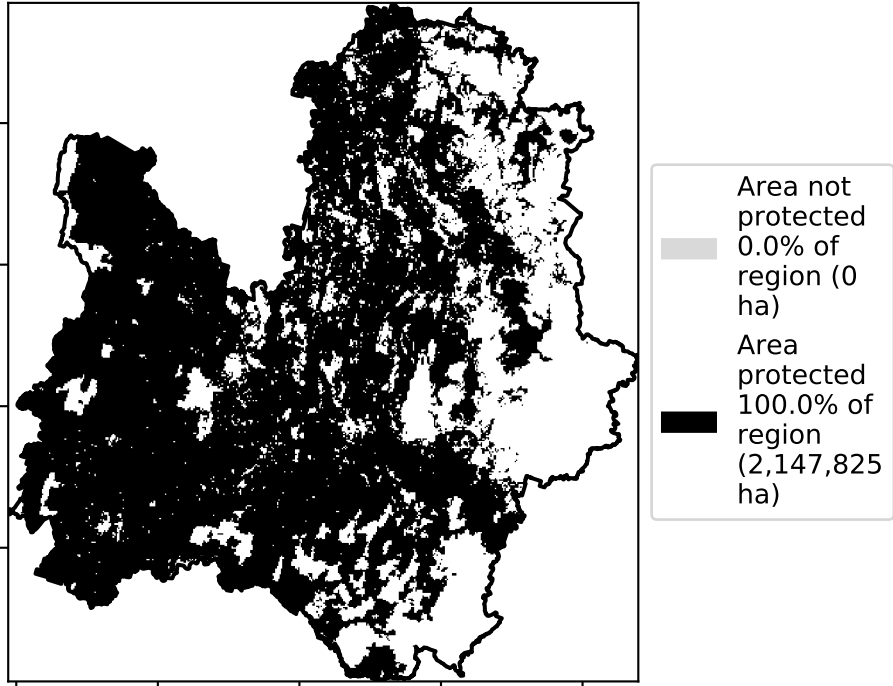 Area not
protected
0.0% of
region (0
ha)
Area
protected
100.0% of
region
(2,147,825
ha)